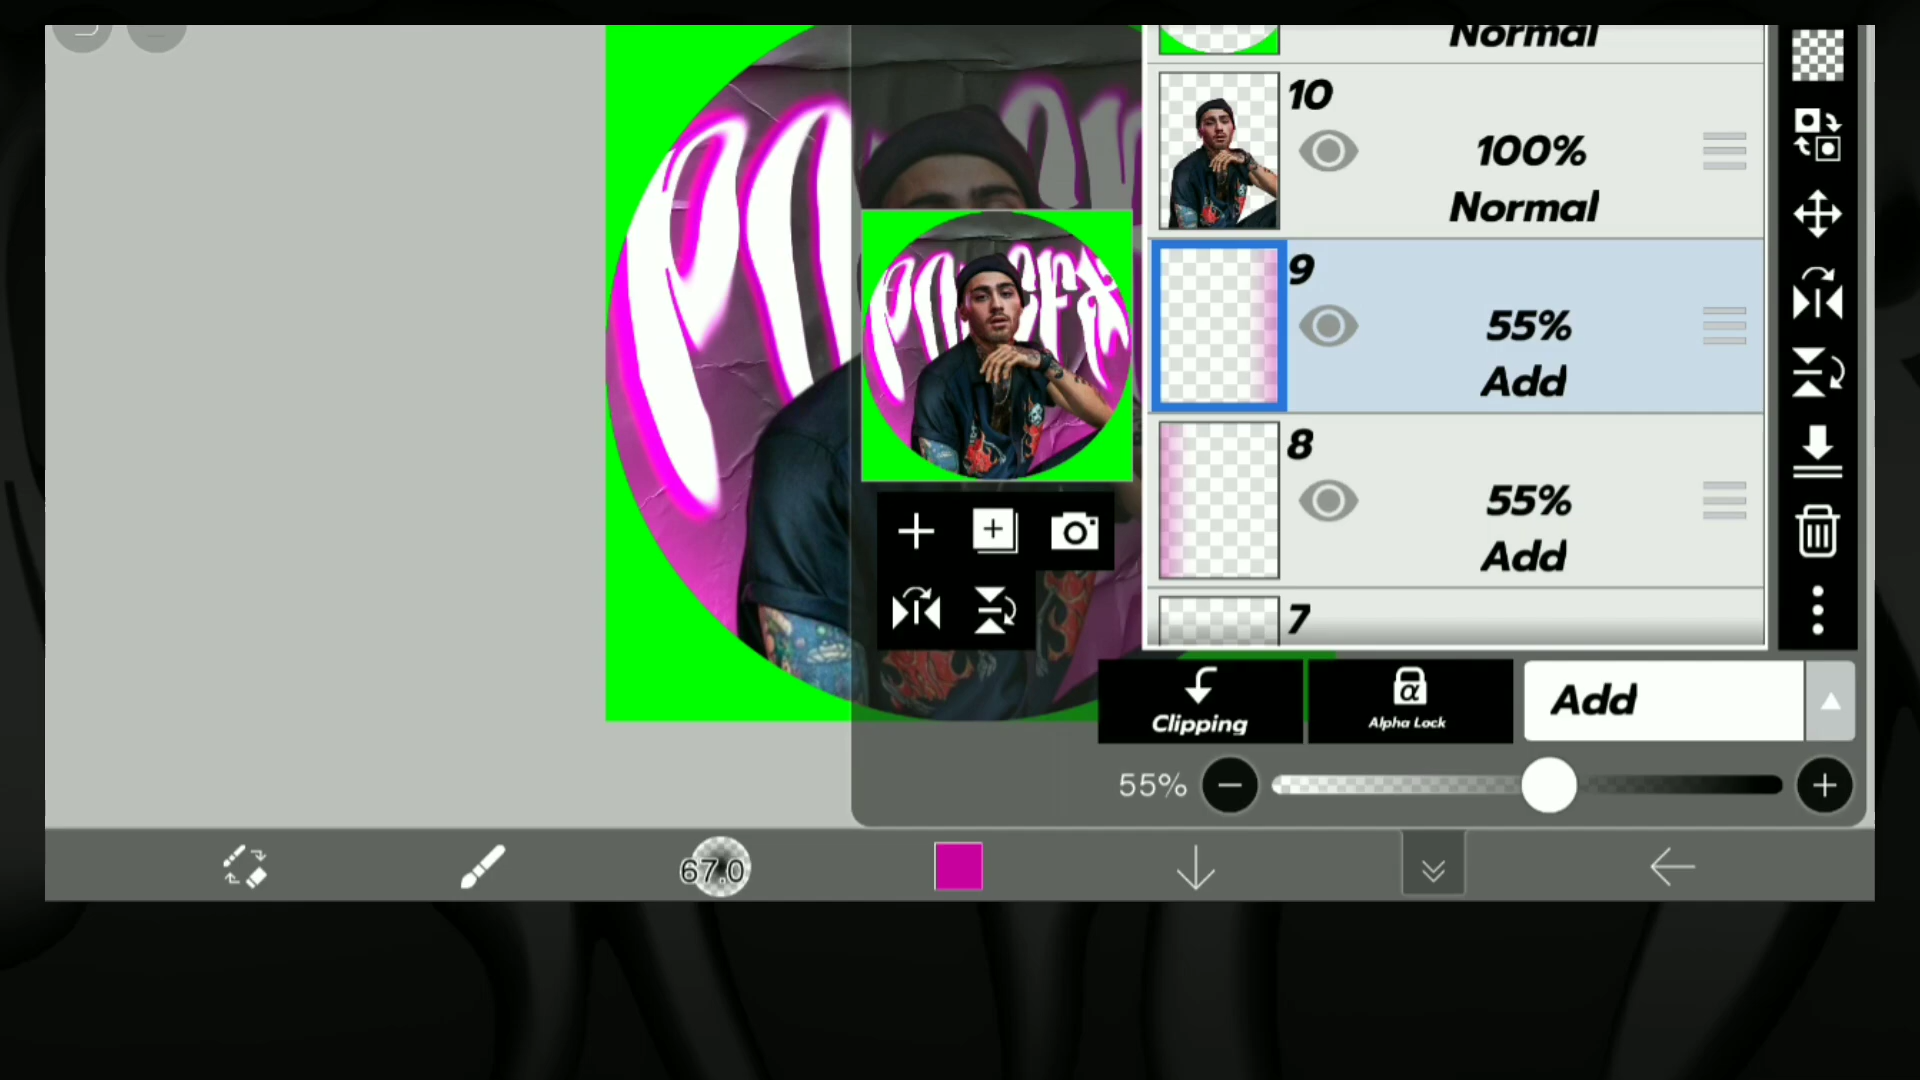 Normal
10
100%
Normal
9
55%
Add
8
55%
Add
7
Clipping
α
Alpha Lock
Add
55%
67.0